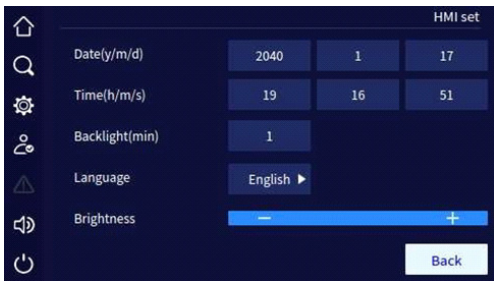 HMI set
Date(y/m/d) 2040 1 17
Time(h/m/s) 19 16 51
Backlight(min) 1
Language English ▶
Brightness − +
Back